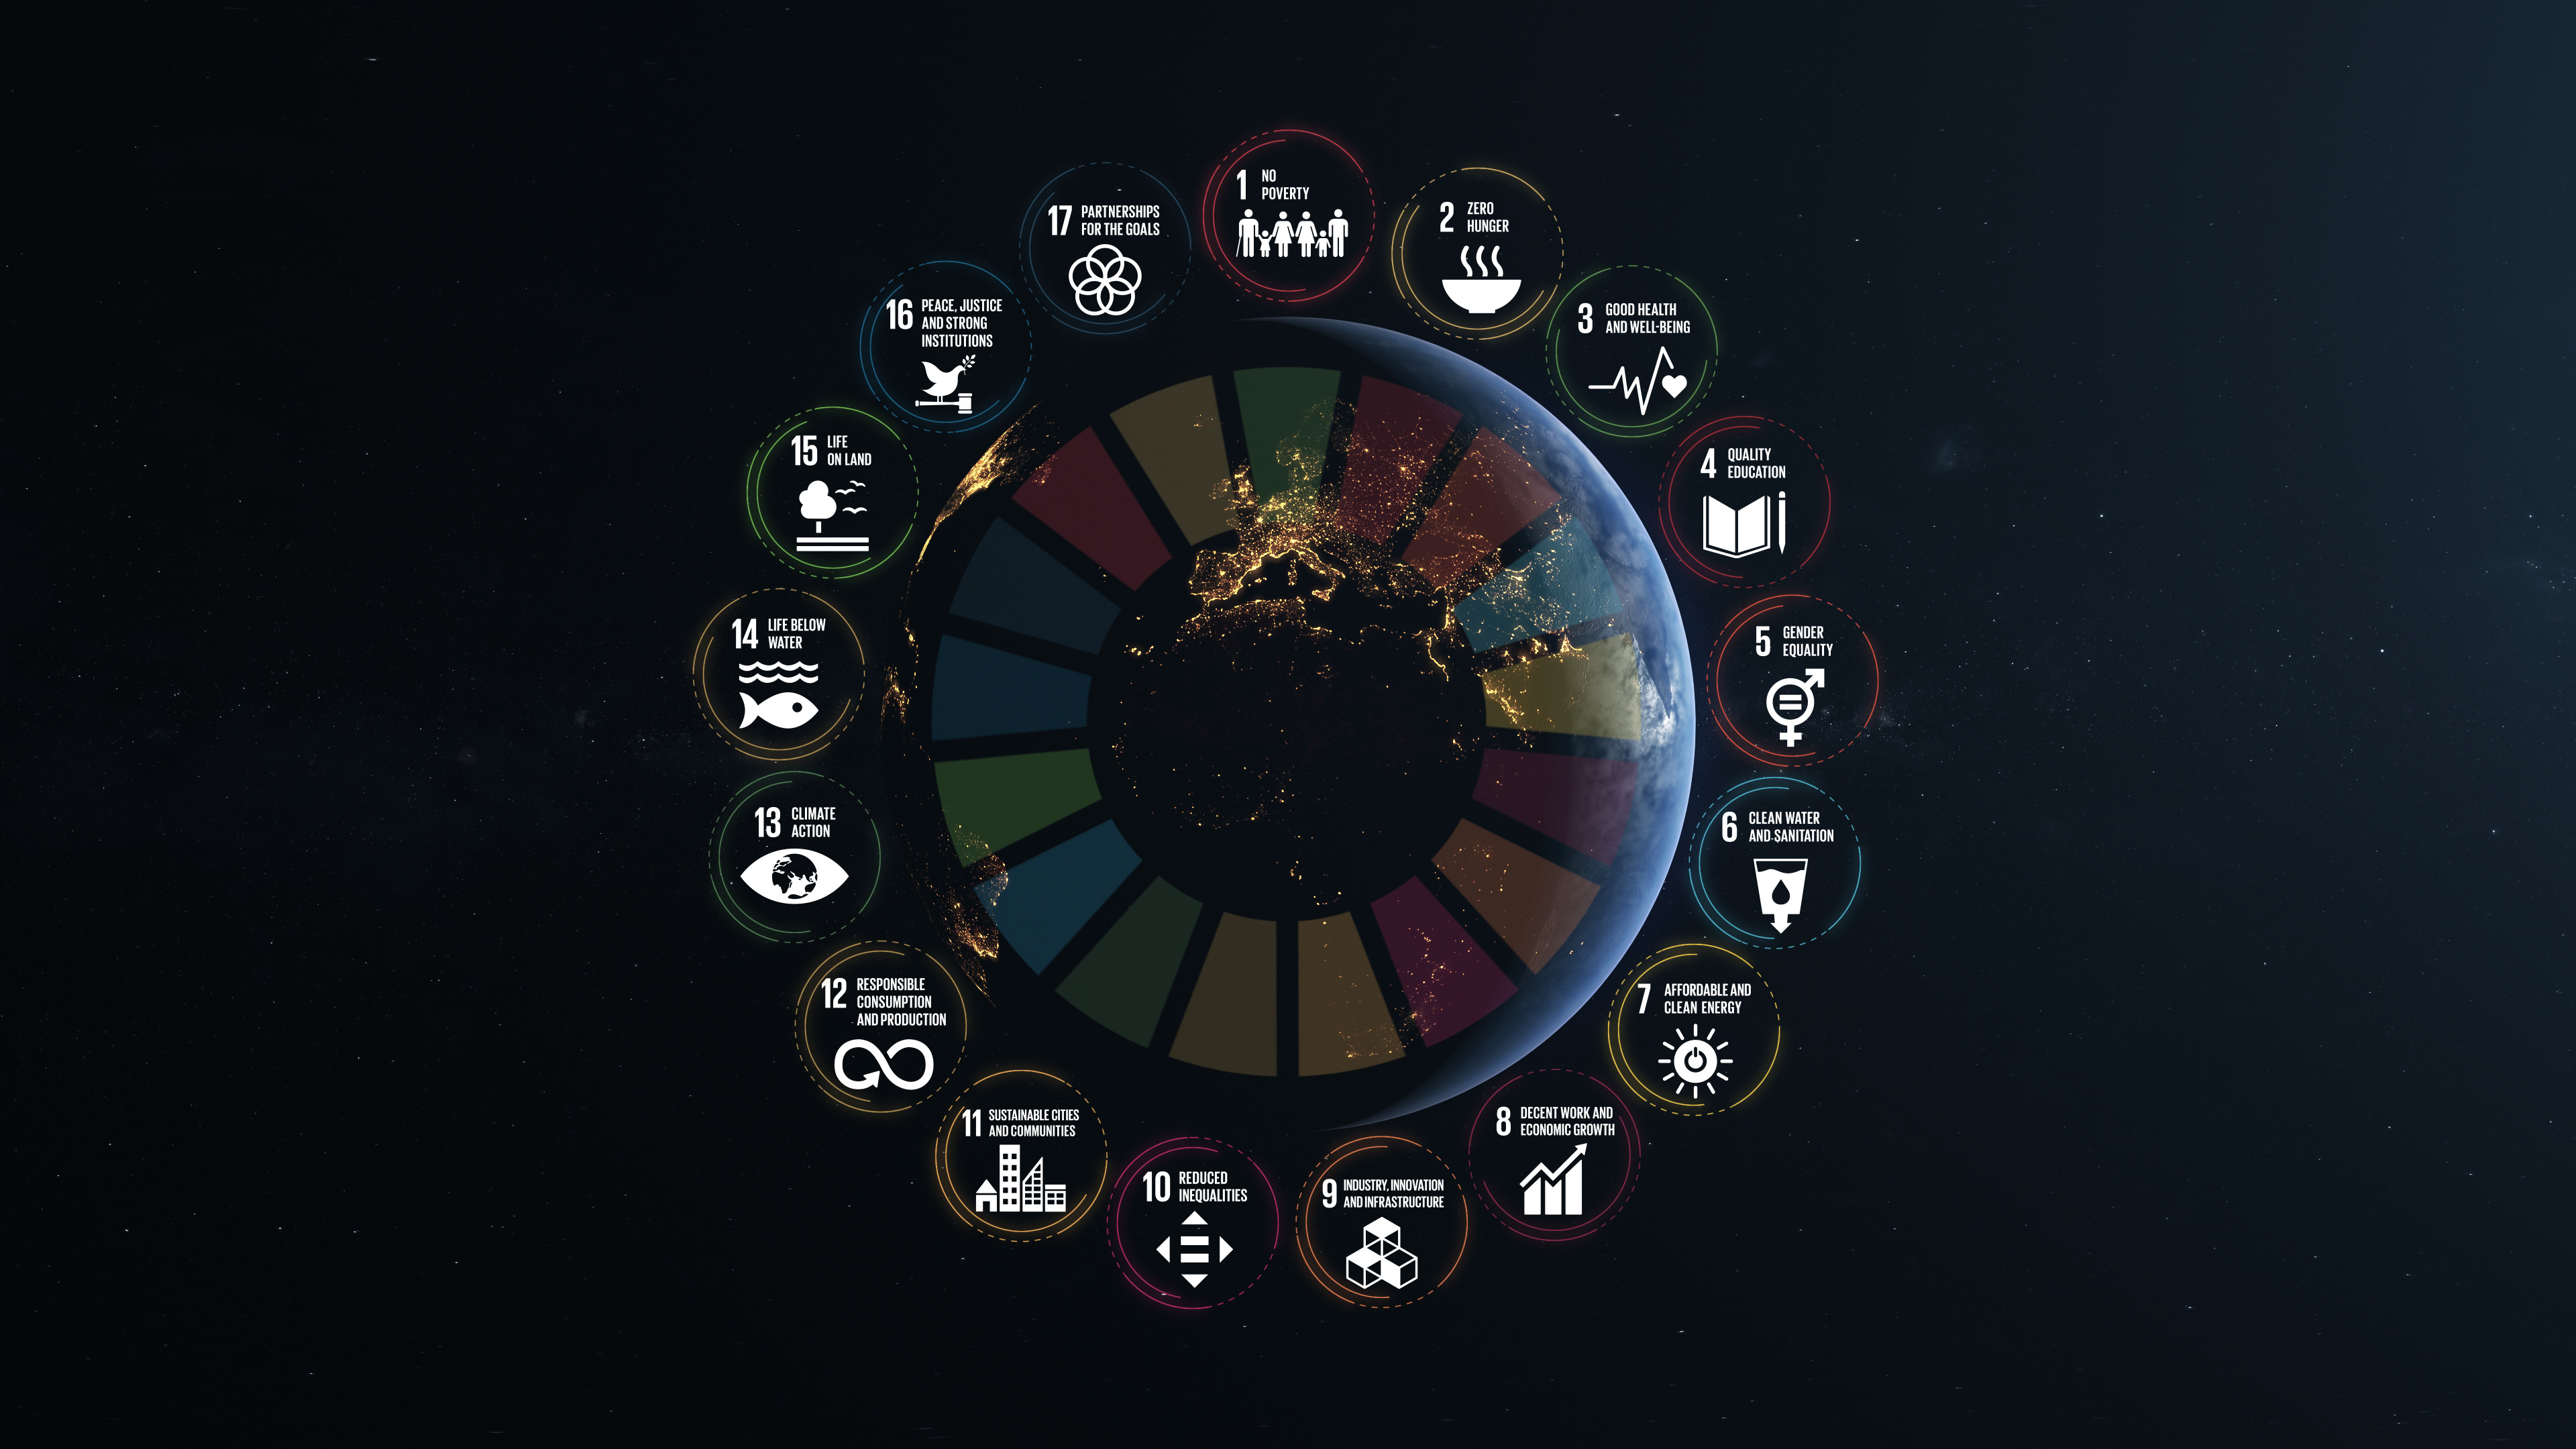 1 NO
POVERTY
2 ZERO
HUNGER
3 GOOD HEALTH
AND WELL-BEING
4 QUALITY
EDUCATION
5 GENDER
EQUALITY
6 CLEAN WATER
AND SANITATION
7 AFFORDABLE AND
CLEAN ENERGY
8 DECENT WORK AND
ECONOMIC GROWTH
9 INDUSTRY, INNOVATION
AND INFRASTRUCTURE
10 REDUCED
INEQUALITIES
11 SUSTAINABLE CITIES
AND COMMUNITIES
12 RESPONSIBLE
CONSUMPTION
AND PRODUCTION
13 CLIMATE
ACTION
14 LIFE BELOW
WATER
15 LIFE
ON LAND
16 PEACE, JUSTICE
AND STRONG
INSTITUTIONS
17 PARTNERSHIPS
FOR THE GOALS